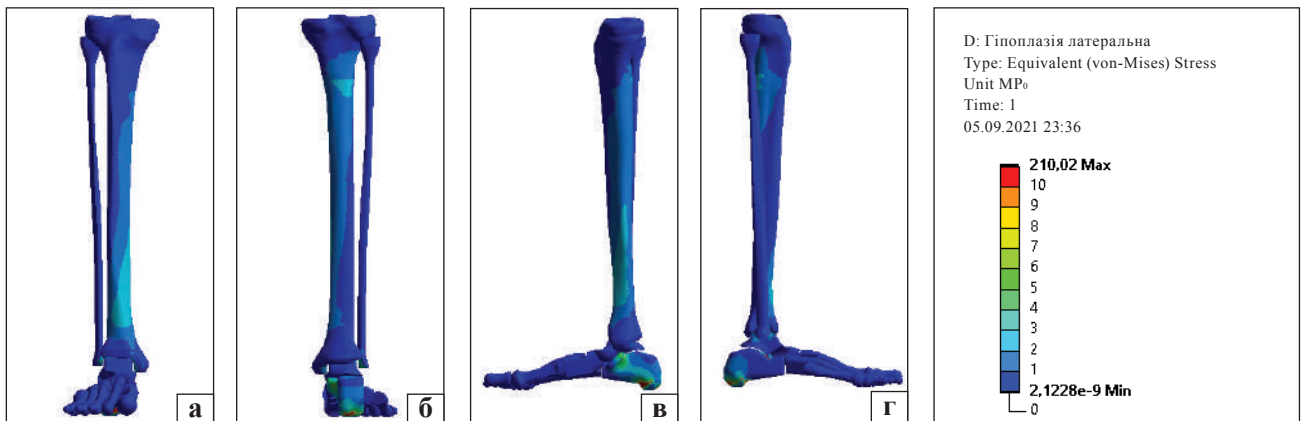 а
б
в
г
D: Гіпоплазія латеральна
Type: Equivalent (von-Mises) Stress
Unit MP0
Time: 1
05.09.2021 23:36
210,02 Max
10
9
8
7
6
5
4
3
2
1
2,1228e-9 Min
0